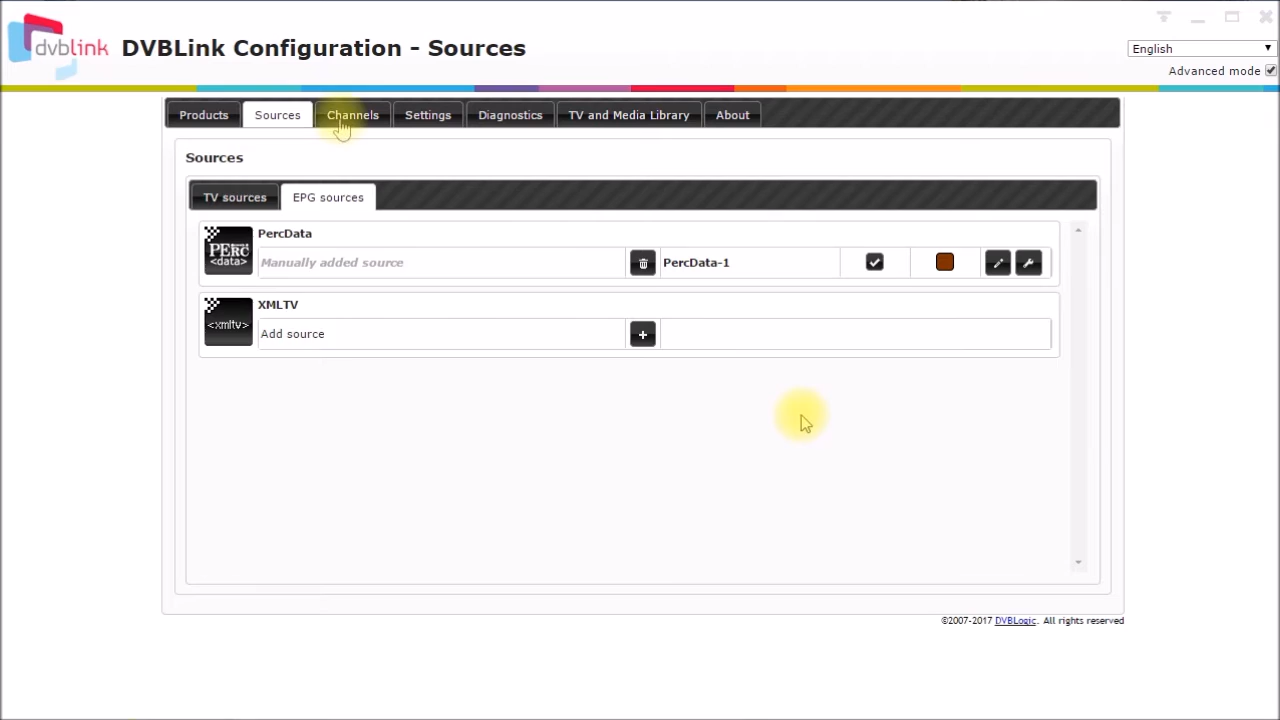 dvblink
DVBLink Configuration - Sources
English
Advanced mode
Products Sources Channels Settings Diagnostics TV and Media Library About
Sources
TV sources EPG sources
PercData
PERC
<data>
Manually added source
PercData-1
XMLTV
<xmltv>
Add source
©2007-2017 DVBLogic. All rights reserved